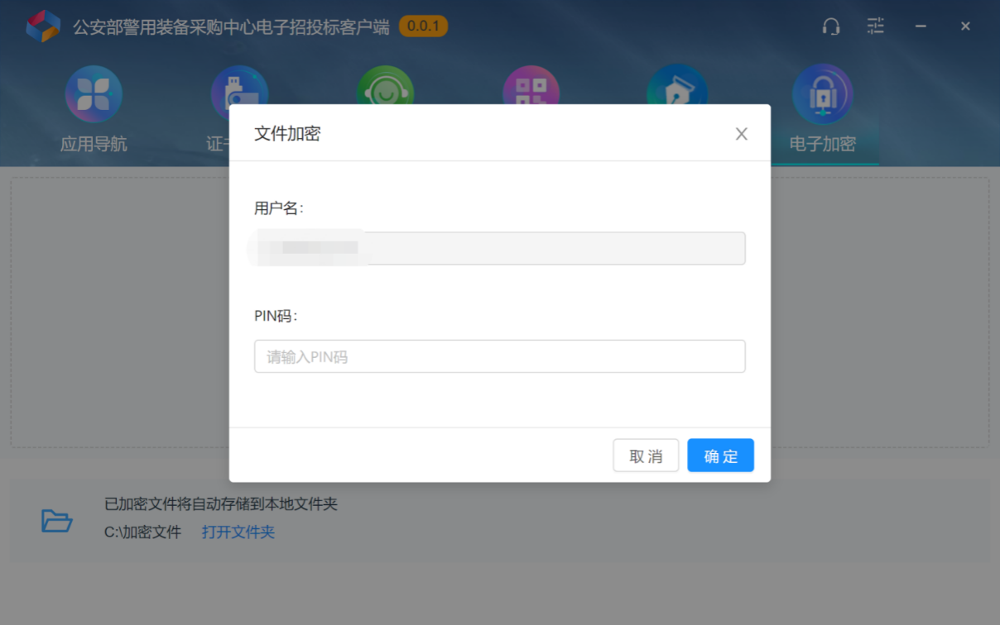 公安部警用装备采购中心电子招投标客户端 0.0.1
应用导航
证
电子加密
文件加密
用户名:
PIN码:
请输入PIN码
取消 确定
已加密文件将自动存储到本地文件夹
C:\加密文件 打开文件夹